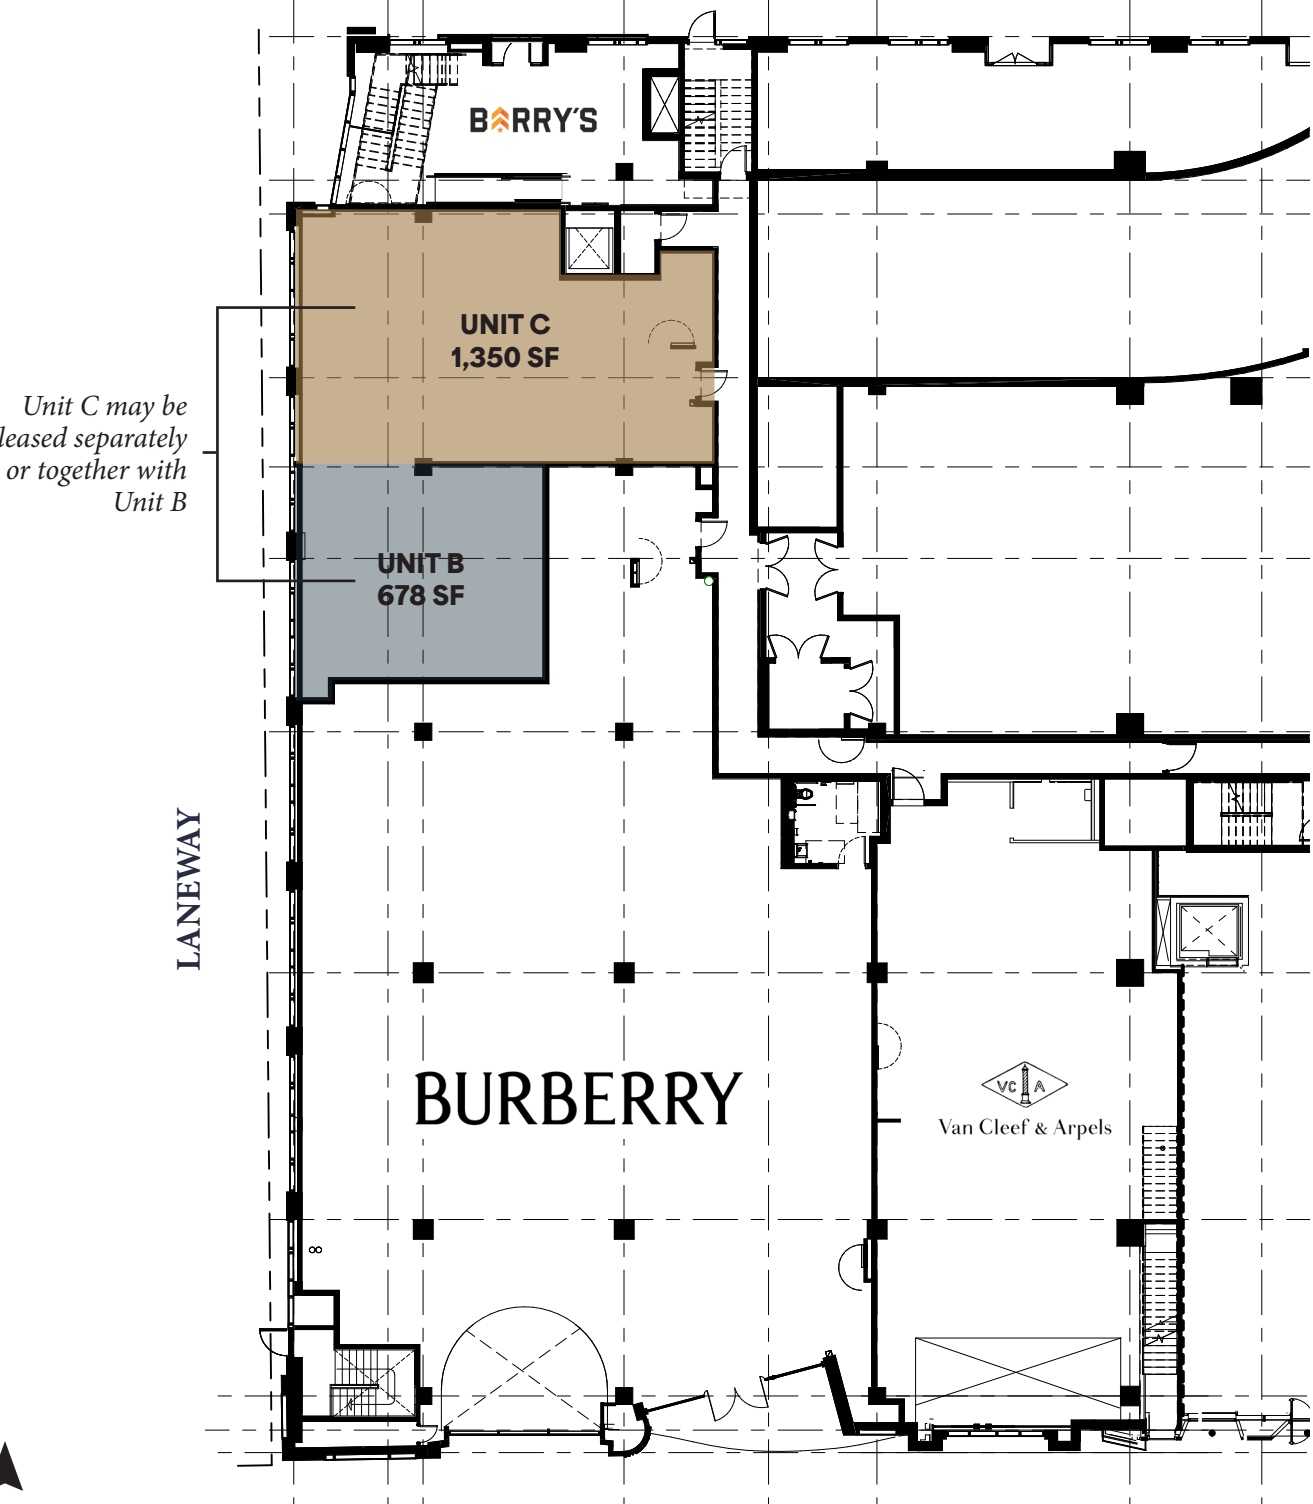 BARRY'S
UNIT C
1,350 SF
Unit C may be
leased separately
or together with
Unit B
UNIT B
678 SF
LANEWAY
BURBERRY
VC A
Van Cleef & Arpels